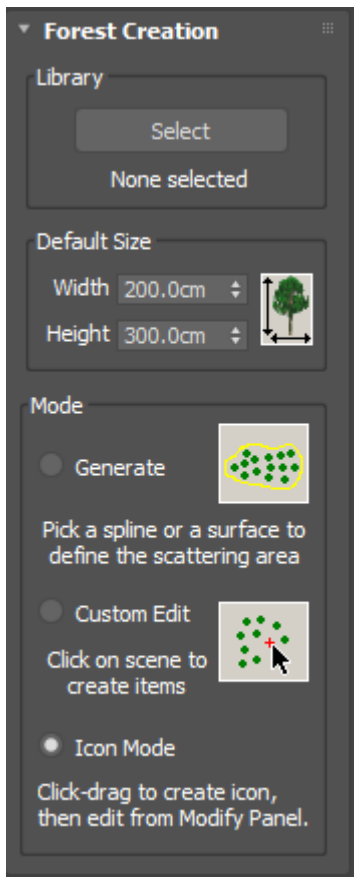 Forest Creation
Library
Select
None selected
Default Size
Width 200.0cm
Height 300.0cm
Mode
Generate
Pick a spline or a surface to
define the scattering area
Custom Edit
Click on scene to
create items
Icon Mode
Click-drag to create icon,
then edit from Modify Panel.